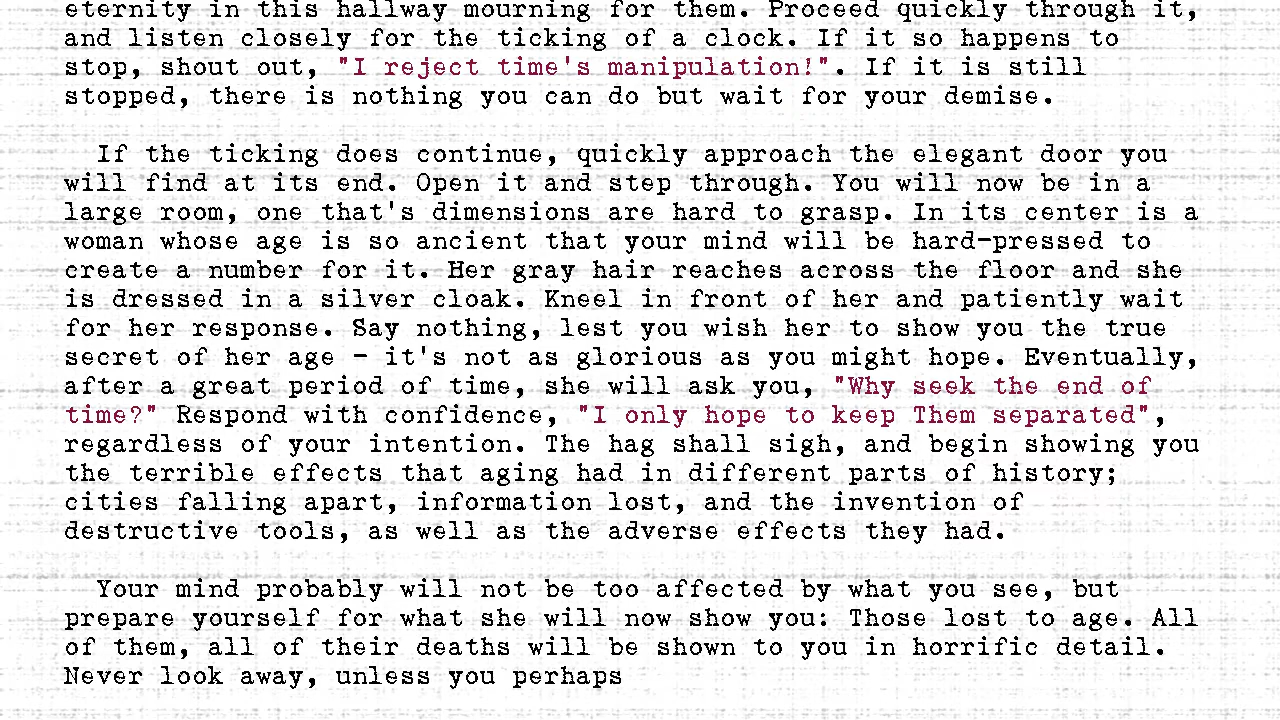 eternity in this hallway mourning for them. Proceed quickly through it,
and listen closely for the ticking of a clock. If it so happens to
stop, shout out, "I reject time's manipulation!". If it is still
stopped, there is nothing you can do but wait for your demise.
If the ticking does continue, quickly approach the elegant door you
will find at its end. Open it and step through. You will now be in a
large room, one that's dimensions are hard to grasp. In its center is a
woman whose age is so ancient that your mind will be hard-pressed to
create a number for it. Her gray hair reaches across the floor and she
is dressed in a silver cloak. Kneel in front of her and patiently wait
for her response. Say nothing, lest you wish her to show you the true
secret of her age - it's not as glorious as you might hope. Eventually,
after a great period of time, she will ask you, "Why seek the end of
time?" Respond with confidence, "I only hope to keep Them separated",
regardless of your intention. The hag shall sigh, and begin showing you
the terrible effects that aging had in different parts of history;
cities falling apart, information lost, and the invention of
destructive tools, as well as the adverse effects they had.
Your mind probably will not be too affected by what you see, but
prepare yourself for what she will now show you: Those lost to age. All
of them, all of their deaths will be shown to you in horrific detail.
Never look away, unless you perhaps